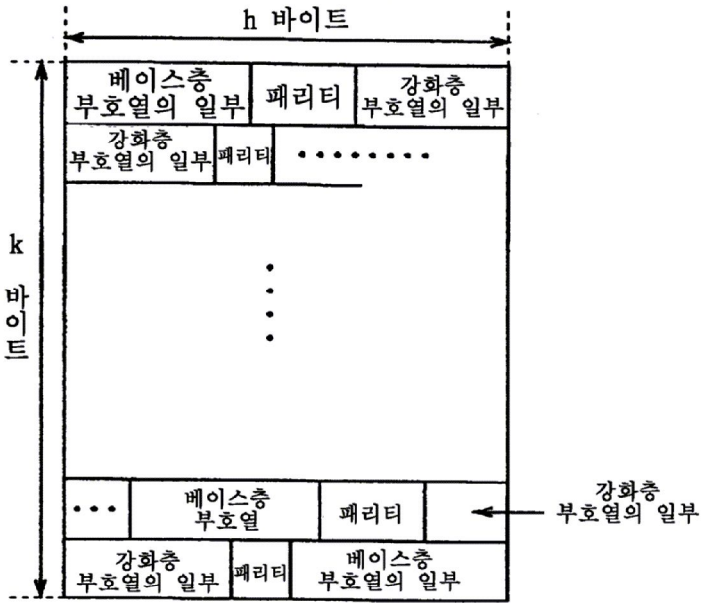 h 바이트
베이스층
부호열의 일부
패리티
강화층
부호열의 일부
강화층
부호열의 일부
패리티
••••••••
k
바
이
트
•••
베이스층
부호열
패리티
강화층
부호열의 일부
강화층
부호열의 일부
패리티
베이스층
부호열의 일부